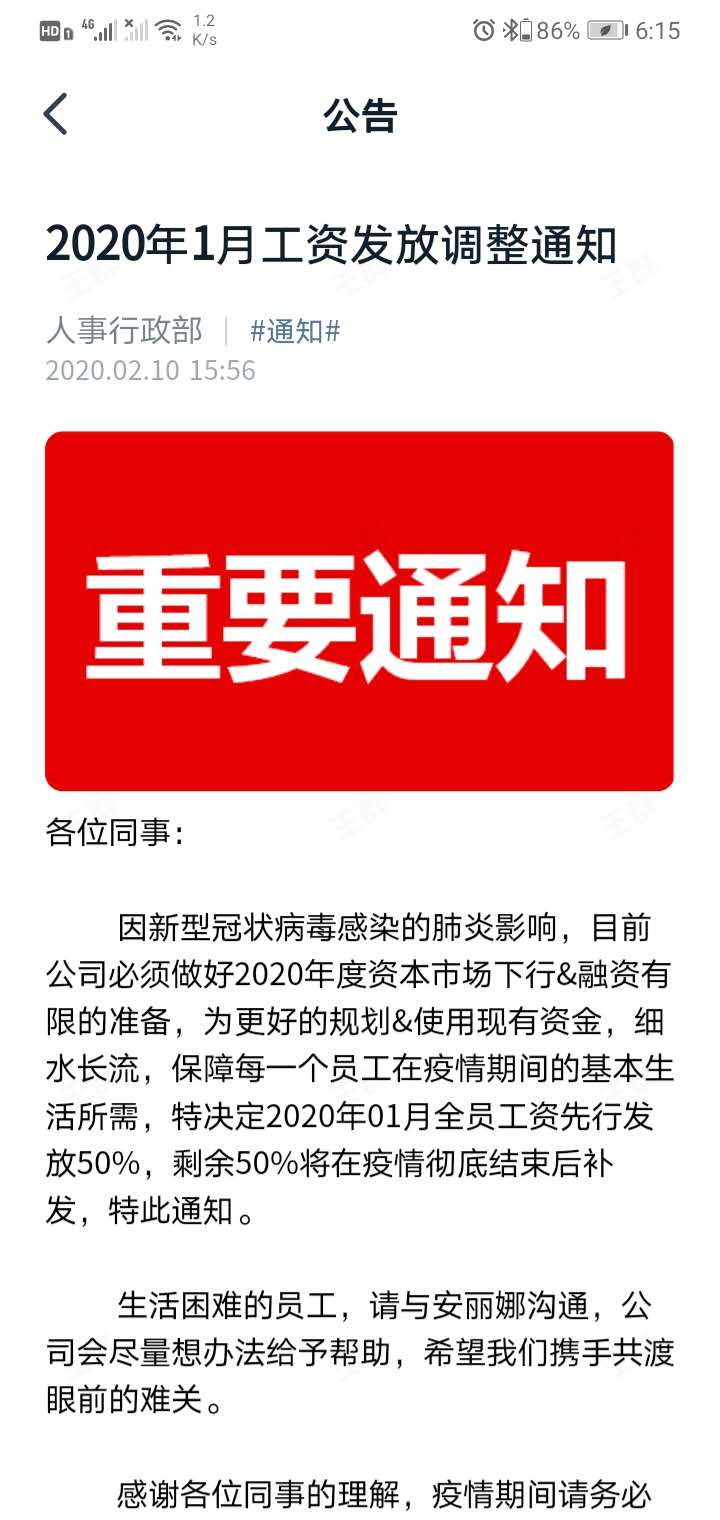 HD 1 4G 1.2 K/s 86% 6:15
公告
2020年1月工资发放调整通知
人事行政部 | #通知#
2020.02.10 15:56
重要通知
各位同事:
因新型冠状病毒感染的肺炎影响，目前
公司必须做好2020年度资本市场下行&融资有
限的准备，为更好的规划&使用现有资金，细
水长流，保障每一个员工在疫情期间的基本生
活所需，特决定2020年01月全员工资先行发
放50%，剩余50%将在疫情彻底结束后补
发，特此通知。
生活困难的员工，请与安丽娜沟通，公
司会尽量想办法给予帮助，希望我们携手共渡
眼前的难关。
感谢各位同事的理解，疫情期间请务必